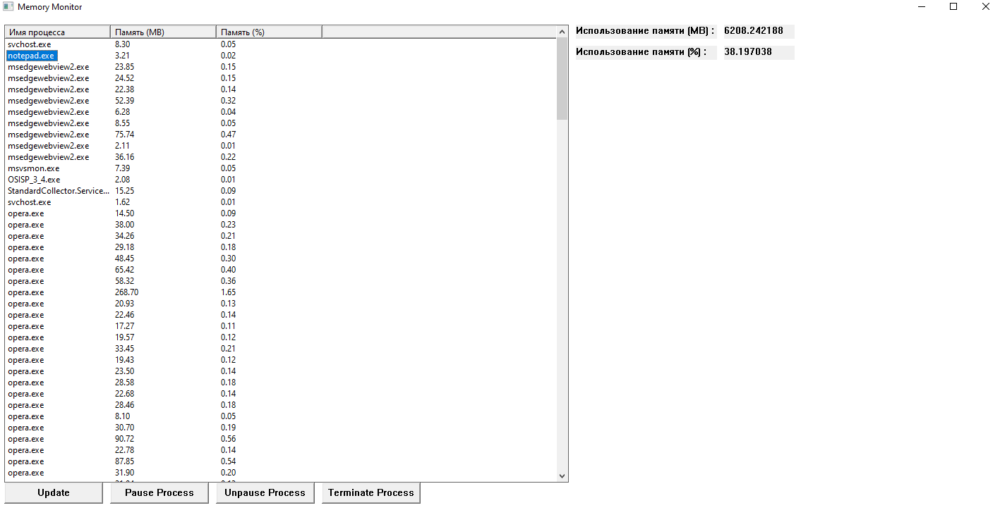 Memory Monitor
Имя процесса Память (MB) Память (%)
svchost.exe 8.30 0.05
notepad.exe 3.21 0.02
msedgewebview2.exe 23.85 0.15
msedgewebview2.exe 24.52 0.15
msedgewebview2.exe 22.38 0.14
msedgewebview2.exe 52.39 0.32
msedgewebview2.exe 6.28 0.04
msedgewebview2.exe 8.55 0.05
msedgewebview2.exe 75.74 0.47
msedgewebview2.exe 2.11 0.01
msedgewebview2.exe 36.16 0.22
msvsmon.exe 7.39 0.05
OSISP_3_4.exe 2.08 0.01
StandardCollector.Service... 15.25 0.09
svchost.exe 1.62 0.01
opera.exe 14.50 0.09
opera.exe 38.00 0.23
opera.exe 34.26 0.21
opera.exe 29.18 0.18
opera.exe 48.45 0.30
opera.exe 65.42 0.40
opera.exe 58.32 0.36
opera.exe 268.70 1.65
opera.exe 20.93 0.13
opera.exe 22.46 0.14
opera.exe 17.27 0.11
opera.exe 19.57 0.12
opera.exe 33.45 0.21
opera.exe 19.43 0.12
opera.exe 23.50 0.14
opera.exe 28.58 0.18
opera.exe 22.68 0.14
opera.exe 28.46 0.18
opera.exe 8.10 0.05
opera.exe 30.70 0.19
opera.exe 90.72 0.56
opera.exe 22.78 0.14
opera.exe 87.85 0.54
opera.exe 31.90 0.20
Использование памяти (MB) : 6208.242188
Использование памяти (%) : 38.197038
Update Pause Process Unpause Process Terminate Process